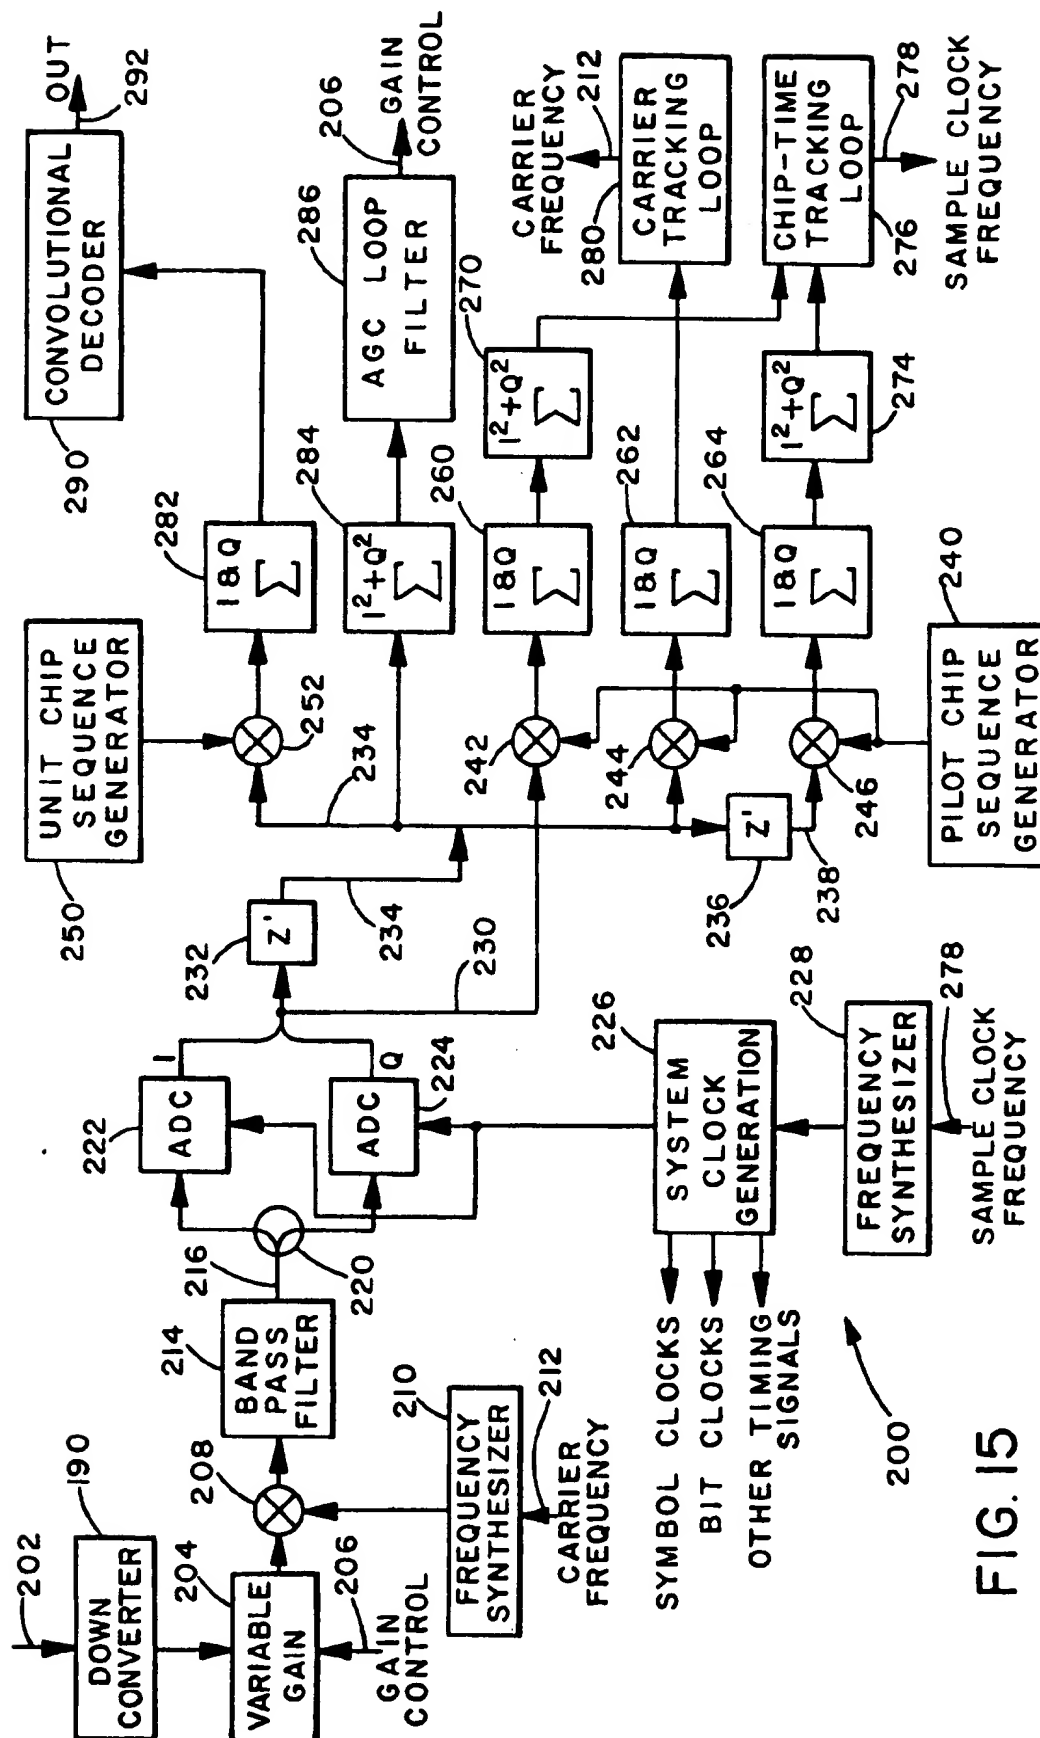 202
190
DOWN
CONVERTER
204
VARIABLE
GAIN
206
GAIN
CONTROL
208
210
FREQUENCY
SYNTHESIZER
212
CARRIER
FREQUENCY
214
BAND
PASS
FILTER
216
220
222
ADC
I
ADC
Q
224
226
SYSTEM
CLOCK
GENERATION
SYMBOL CLOCKS
BIT CLOCKS
OTHER TIMING
SIGNALS
228
FREQUENCY
SYNTHESIZER
278
SAMPLE CLOCK
FREQUENCY
200
232
Z'
234
230
250
UNIT CHIP
SEQUENCE
GENERATOR
252
234
242
244
246
236
Z'
238
240
PILOT CHIP
SEQUENCE
GENERATOR
282
I&Q
Σ
284
I²+Q²
Σ
260
I&Q
Σ
262
I&Q
Σ
264
I&Q
Σ
270
I²+Q²
Σ
274
I²+Q²
Σ
290
CONVOLUTIONAL
DECODER
OUT
292
286
AGC LOOP
FILTER
206
GAIN
CONTROL
CARRIER
FREQUENCY
212
280
CARRIER
TRACKING
LOOP
CHIP-TIME
TRACKING
LOOP
276
278
SAMPLE CLOCK
FREQUENCY
FIG. 15